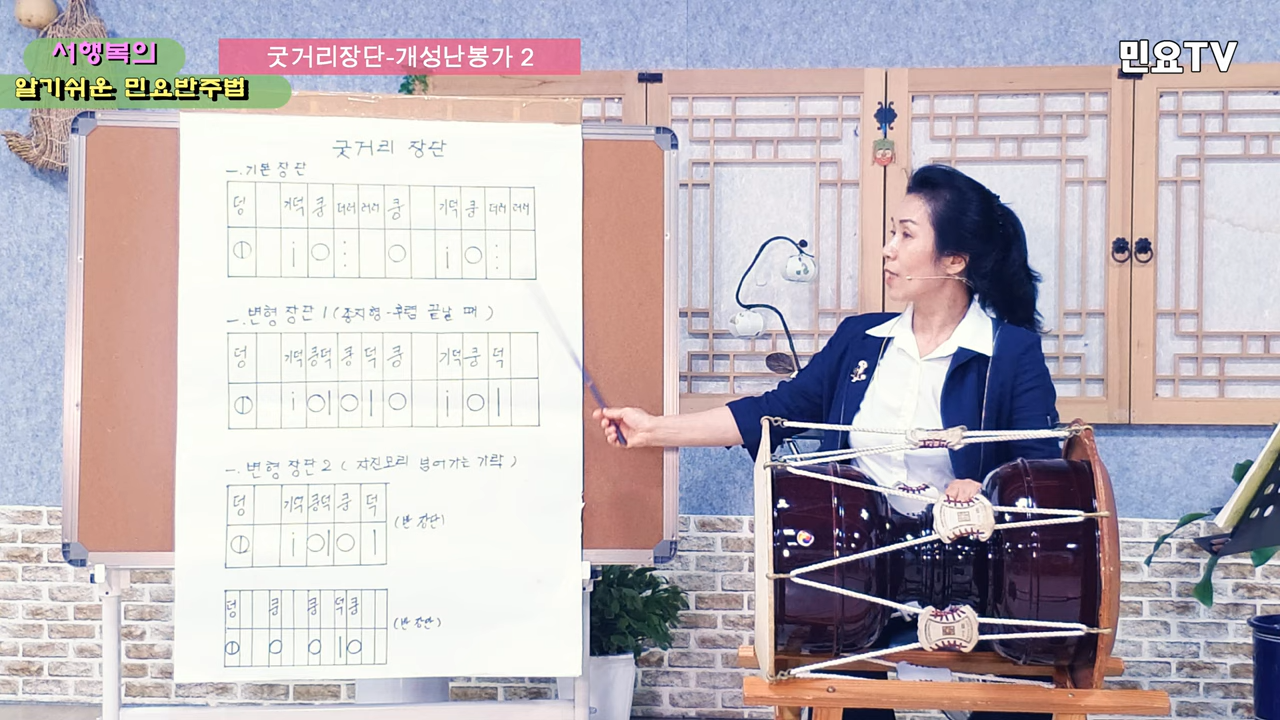 서행복의
알기쉬운 민요반주법
굿거리장단-개성난봉가 2
민요TV
굿거리 장단
一. 기본 장단
덩 기덕 쿵 더러 러러 쿵 기덕 쿵 더러 러러
一. 변형 장단 1 (종지형-후렴 끝날 때)
덩 기덕 쿵덕 쿵 덕 쿵 기덕 쿵 덕
一. 변형 장단 2 (자진모리 넘어가는 가락)
덩 기덕 쿵덕 쿵 덕
(반 장단)
덩 쿵 쿵 덕 쿵
(반 장단)